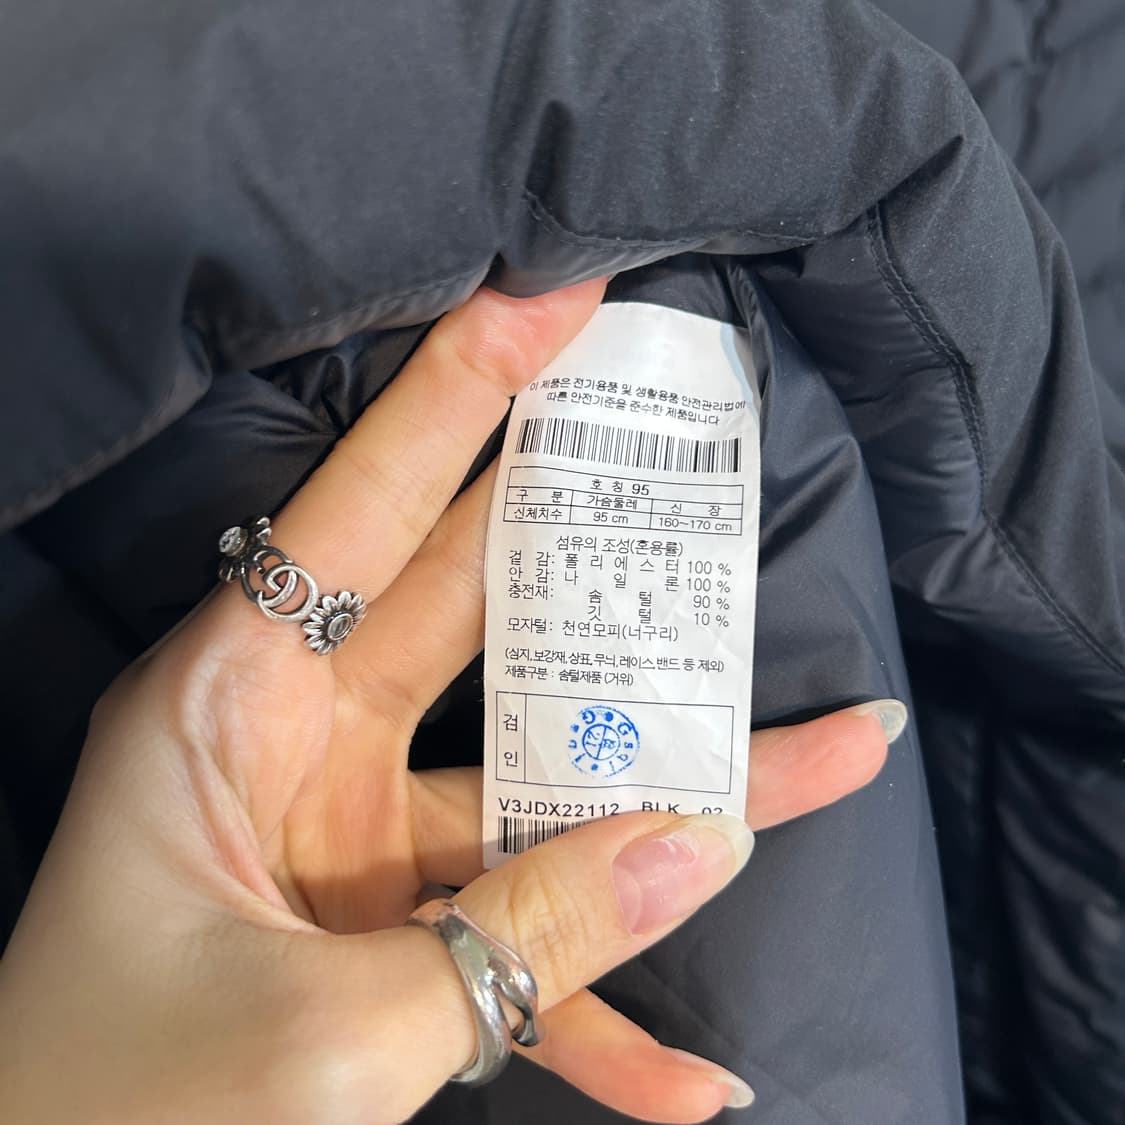 이 제품은 전기용품 및 생활용품 안전관리법에
따른 안전기준을 준수한 제품입니다
호 칭 95
구 분 가슴둘레 신 장
신체치수 95 cm 160~170 cm
섬유의 조성(혼용률)
겉 감: 폴 리 에 스 터 100 %
안 감: 나 일 론 100 %
충전재: 솜 털 90 %
깃 털 10 %
모자털: 천연모피(너구리)
(심지,보강재,상표,무늬,레이스,밴드 등 제외)
제품구분 : 솜털제품 (거위)
검
인
V3JDX22112 BLK 02